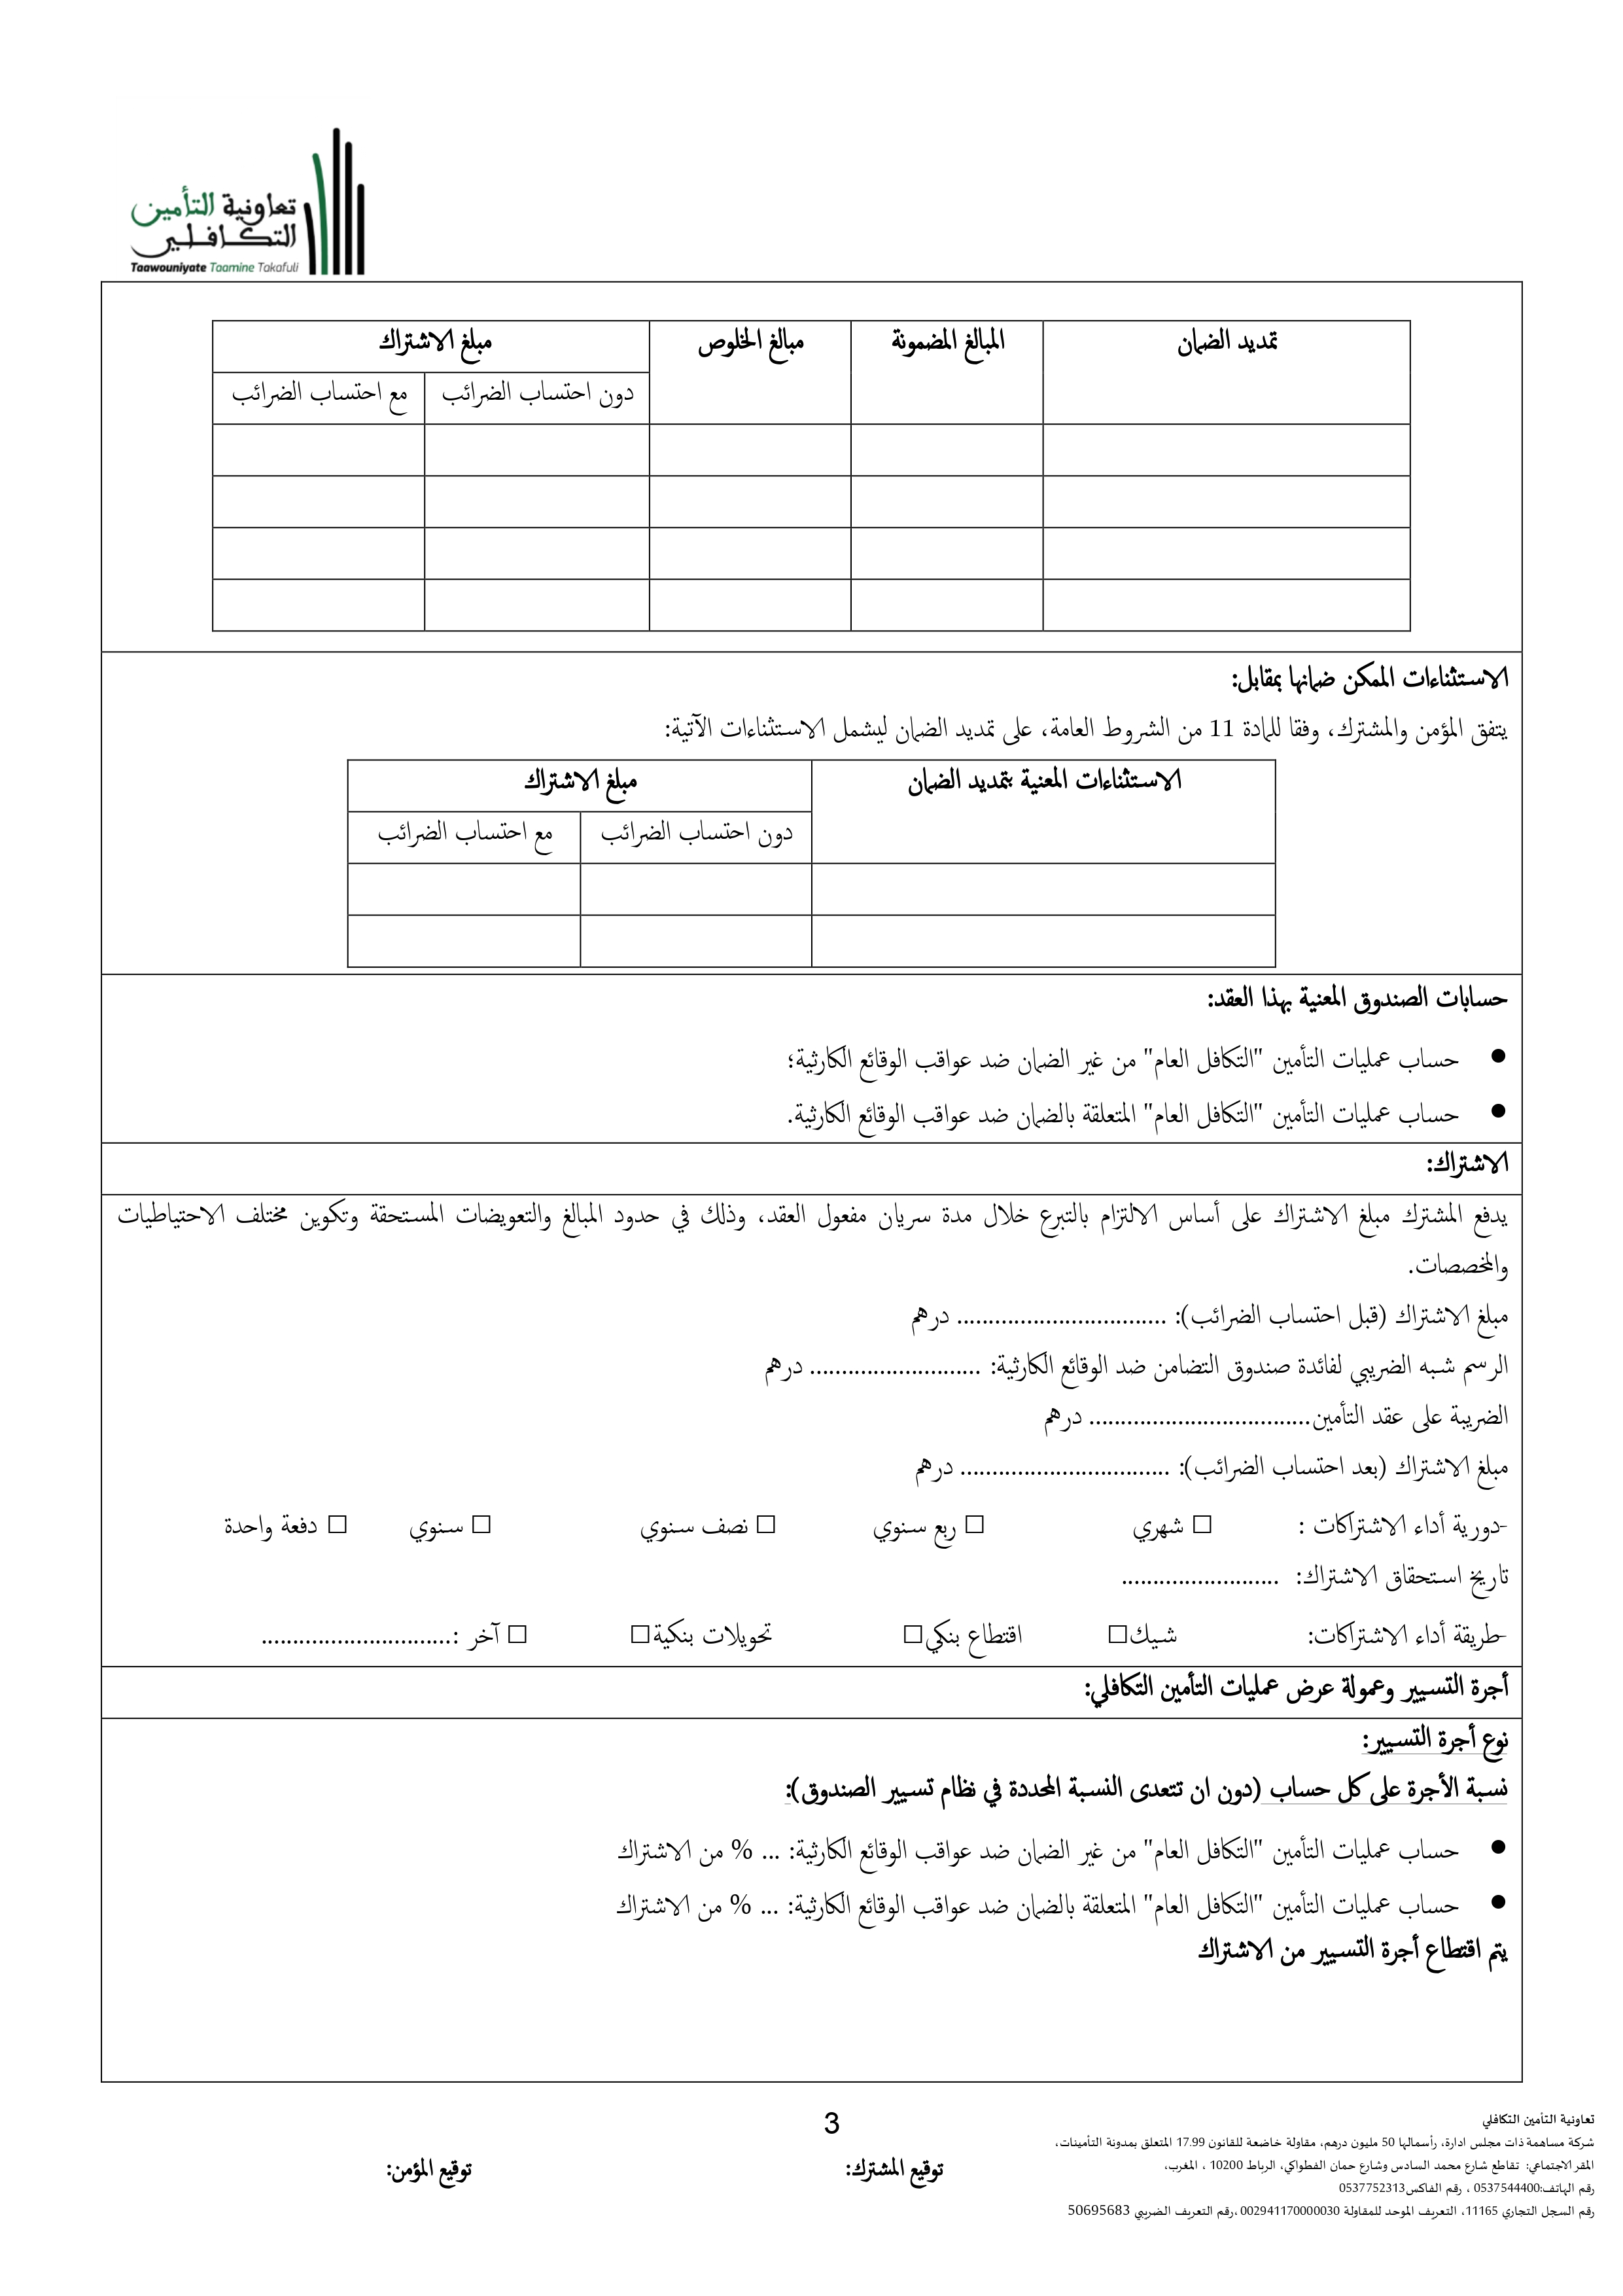 تعاونية التأمين
التكافلي
Taawouniyate Taamine Takafuli
تمديد الضمان المبالغ المضمونة مبالغ الخلوص مبلغ الاشتراك
دون احتساب الضرائب مع احتساب الضرائب
الاستثناءات الممكن ضمانها بمقابل:
يتفق المؤمن والمشترك، وفقا للمادة 11 من الشروط العامة، على تمديد الضمان ليشمل الاستثناءات الآتية:
الاستثناءات المعنية بتمديد الضمان مبلغ الاشتراك
دون احتساب الضرائب مع احتساب الضرائب
حسابات الصندوق المعنية بهذا العقد:
● حساب عمليات التأمين "التكافل العام" من غير الضمان ضد عواقب الوقائع الكارثية؛
● حساب عمليات التأمين "التكافل العام" المتعلقة بالضمان ضد عواقب الوقائع الكارثية.
الاشتراك:
يدفع المشترك مبلغ الاشتراك على أساس الالتزام بالتبرع خلال مدة سريان مفعول العقد، وذلك في حدود المبالغ والتعويضات المستحقة وتكوين مختلف الاحتياطيات
والمخصصات.
مبلغ الاشتراك (قبل احتساب الضرائب): ................................. درهم
الرسم شبه الضريبي لفائدة صندوق التضامن ضد الوقائع الكارثية: ........................... درهم
الضريبة على عقد التأمين................................... درهم
مبلغ الاشتراك (بعد احتساب الضرائب): ................................. درهم
-دورية أداء الاشتراكات : ☐ شهري ☐ ربع سنوي ☐ نصف سنوي ☐ سنوي ☐ دفعة واحدة
تاريخ استحقاق الاشتراك: .........................
-طريقة أداء الاشتراكات: شيك☐ اقتطاع بنكي☐ تحويلات بنكية☐ ☐ آخر :..............................
أجرة التسيير وعمولة عرض عمليات التأمين التكافلي:
نوع أجرة التسيير:
نسبة الأجرة على كل حساب (دون ان تتعدى النسبة المحددة في نظام تسيير الصندوق):
● حساب عمليات التأمين "التكافل العام" من غير الضمان ضد عواقب الوقائع الكارثية: ... % من الاشتراك
● حساب عمليات التأمين "التكافل العام" المتعلقة بالضمان ضد عواقب الوقائع الكارثية: ... % من الاشتراك
يتم اقتطاع أجرة التسيير من الاشتراك
3
توقيع المشترك: توقيع المؤمن:
تعاونية التأمين التكافلي
شركة مساهمة ذات مجلس ادارة، رأسمالها 50 مليون درهم، مقاولة خاضعة للقانون 17.99 المتعلق بمدونة التأمينات،
المقر الاجتماعي: تقاطع شارع محمد السادس وشارع حمان الفطواكي، الرباط 10200 ، المغرب،
رقم الهاتف:0537544400 ، رقم الفاكس0537752313
رقم السجل التجاري 11165، التعريف الموحد للمقاولة 002941170000030 ،رقم التعريف الضريبي 50695683